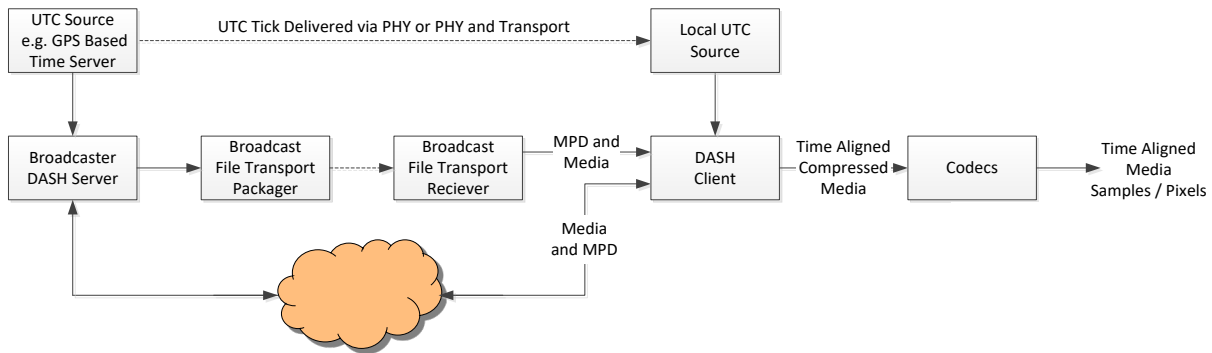 UTC Source
e.g. GPS Based
Time Server
UTC Tick Delivered via PHY or PHY and Transport
Local UTC
Source
Broadcaster
DASH Server
Broadcast
File Transport
Packager
Broadcast
File Transport
Reciever
MPD and
Media
DASH
Client
Time Aligned
Compressed
Media
Codecs
Time Aligned
Media
Samples / Pixels
Media
and MPD